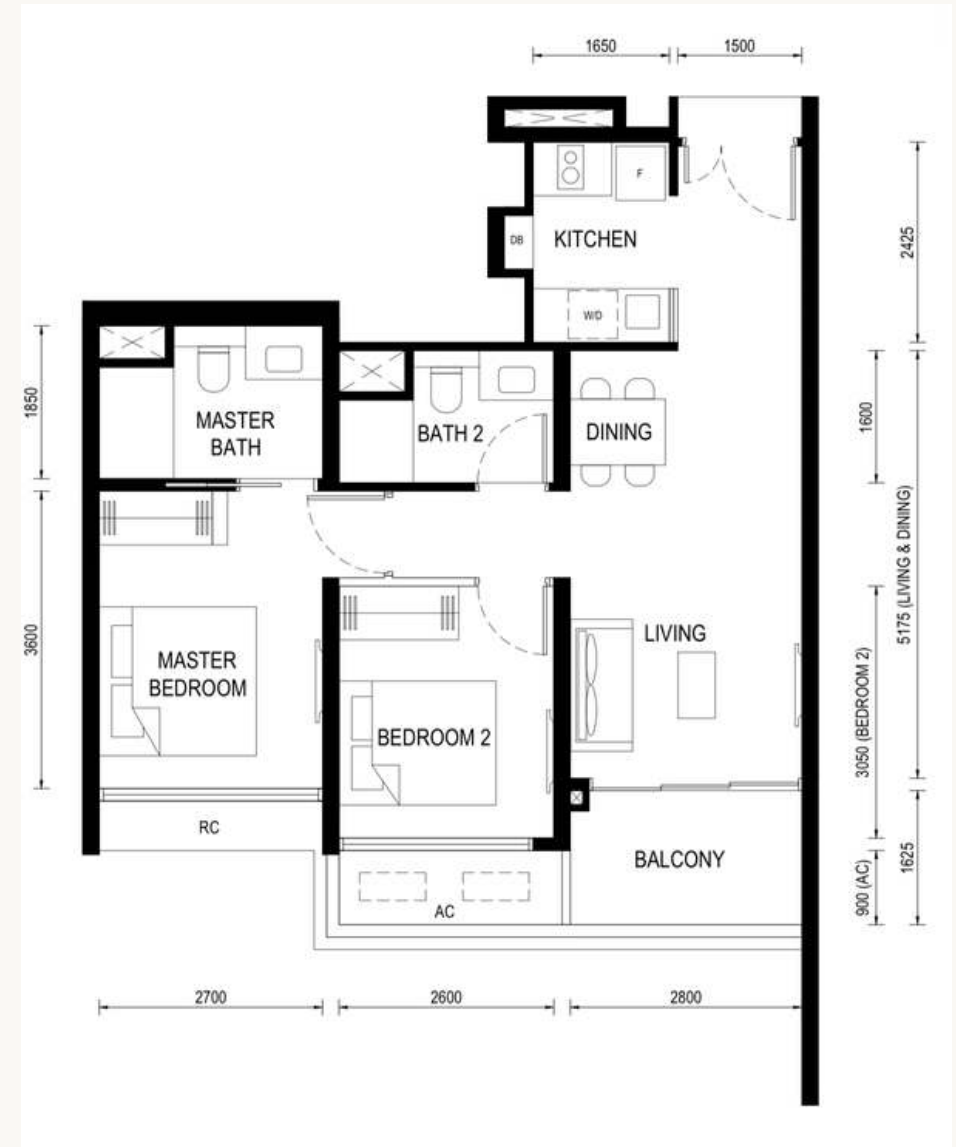 1650
1500
F
2425
DB
KITCHEN
W/D
1850
MASTER
BATH
BATH 2
DINING
1600
5175 (LIVING & DINING)
3600
LIVING
MASTER
BEDROOM
3050 (BEDROOM 2)
BEDROOM 2
RC
BALCONY
1625
900 (AC)
AC
2700
2600
2800